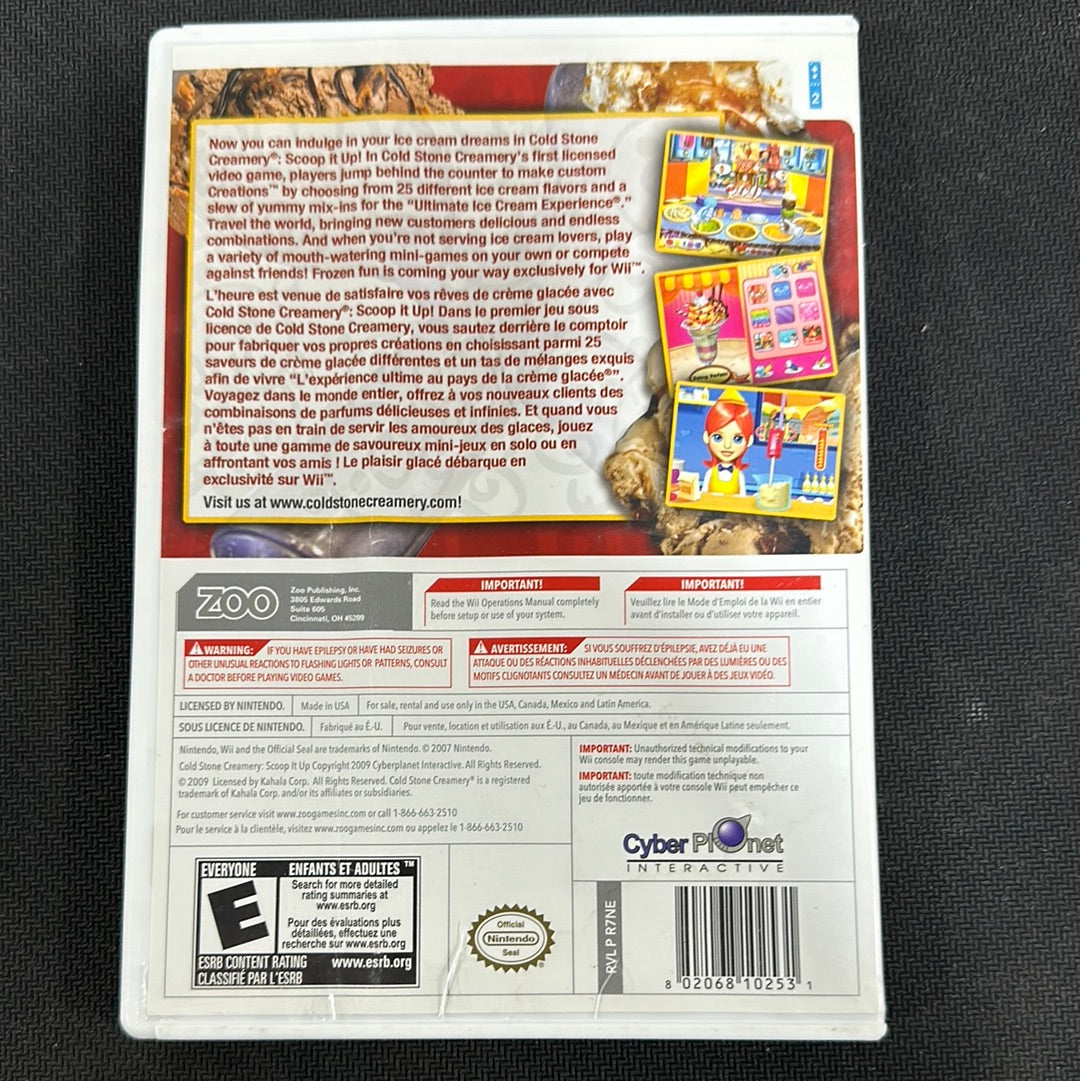 2
Now you can indulge in your ice cream dreams in Cold Stone
Creamery®: Scoop it Up! In Cold Stone Creamery's first licensed
video game, players jump behind the counter to make custom
Creations™ by choosing from 25 different ice cream flavors and a
slew of yummy mix-ins for the "Ultimate Ice Cream Experience®."
Travel the world, bringing new customers delicious and endless
combinations. And when you're not serving ice cream lovers, play
a variety of mouth-watering mini-games on your own or compete
against friends! Frozen fun is coming your way exclusively for Wii™.
L'heure est venue de satisfaire vos rêves de crème glacée avec
Cold Stone Creamery®: Scoop it Up! Dans le premier jeu sous
licence de Cold Stone Creamery, vous sautez derrière le comptoir
pour fabriquer vos propres créations en choisissant parmi 25
saveurs de crème glacée différentes et un tas de mélanges exquis
afin de vivre "L'expérience ultime au pays de la crème glacée®".
Voyagez dans le monde entier, offrez à vos nouveaux clients des
combinaisons de parfums délicieuses et infinies. Et quand vous
n'êtes pas en train de servir les amoureux des glaces, jouez
à toute une gamme de savoureux mini-jeux en solo ou en
affrontant vos amis ! Le plaisir glacé débarque en
exclusivité sur Wii™.
Visit us at www.coldstonecreamery.com!
ZOO
Zoo Publishing, Inc.
3805 Edwards Road
Suite 605
Cincinnati, OH 45209
IMPORTANT!
Read the Wii Operations Manual completely
before setup or use of your system.
IMPORTANT!
Veuillez lire le Mode d'Emploi de la Wii en entier
avant d'installer ou d'utiliser votre appareil.
WARNING: IF YOU HAVE EPILEPSY OR HAVE HAD SEIZURES OR
OTHER UNUSUAL REACTIONS TO FLASHING LIGHTS OR PATTERNS, CONSULT
A DOCTOR BEFORE PLAYING VIDEO GAMES.
AVERTISSEMENT: SI VOUS SOUFFREZ D'ÉPILEPSIE, AVEZ DÉJÀ EU UNE
ATTAQUE OU DES RÉACTIONS INHABITUELLES DÉCLENCHÉES PAR DES LUMIÈRES OU DES
MOTIFS CLIGNOTANTS CONSULTEZ UN MÉDECIN AVANT DE JOUER À DES JEUX VIDÉO.
LICENSED BY NINTENDO. Made in USA For sale, rental and use only in the USA, Canada, Mexico and Latin America.
SOUS LICENCE DE NINTENDO. Fabriqué au É.-U. Pour vente, location et utilisation aux É.-U., au Canada, au Mexique et en Amérique Latine seulement.
Nintendo, Wii and the Official Seal are trademarks of Nintendo. © 2007 Nintendo.
Cold Stone Creamery: Scoop It Up Copyright 2009 Cyberplanet Interactive. All Rights Reserved.
© 2009 Licensed by Kahala Corp. All Rights Reserved. Cold Stone Creamery® is a registered
trademark of Kahala Corp. and/or its affiliates or subsidiaries.
For customer service visit www.zoogamesinc.com or call 1-866-663-2510
Pour le service à la clientèle, visitez www.zoogamesinc.com ou appelez le 1-866-663-2510
IMPORTANT: Unauthorized technical modifications to your
Wii console may render this game unplayable.
IMPORTANT: toute modification technique non
autorisée apportée à votre console Wii peut empêcher ce
jeu de fonctionner.
Cyber Planet
INTERACTIVE
EVERYONE ENFANTS ET ADULTES ™
E
Search for more detailed
rating summaries at
www.esrb.org
Pour des évaluations plus
détaillées, effectuez une
recherche sur www.esrb.org
ESRB CONTENT RATING www.esrb.org
CLASSIFIÉ PAR L'ESRB
Official
Nintendo
Seal
®
RVL P R7NE
8 02068 10253 1